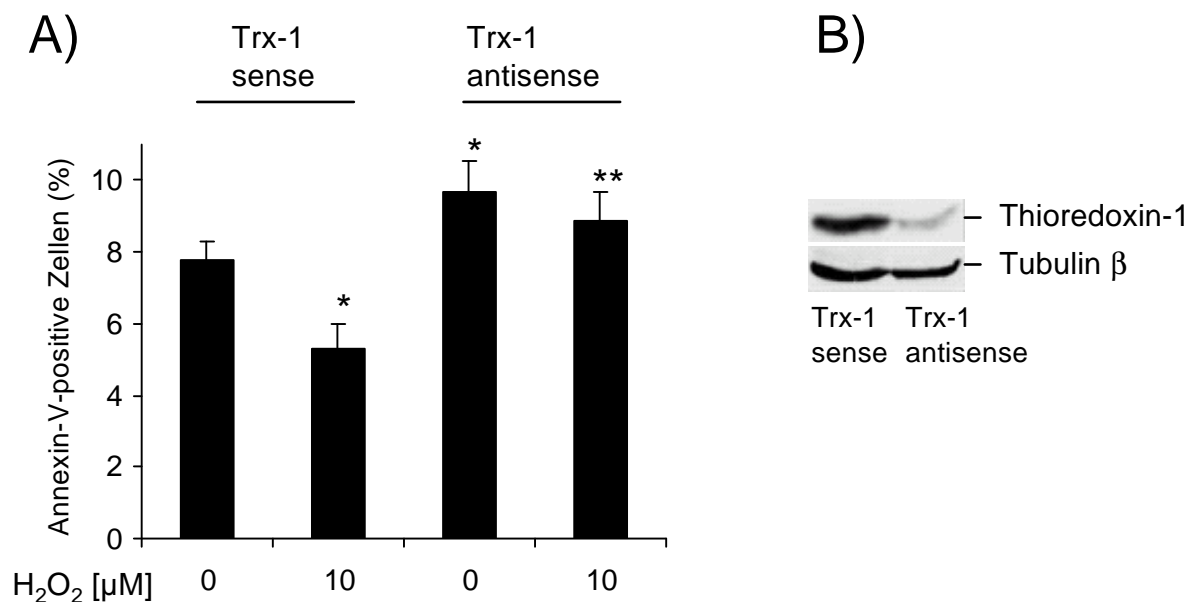 A)
Trx-1
sense
Trx-1
antisense
Annexin-V-positive Zellen (%)
10
8
6
4
2
0
*
*
**
H₂O₂ [µM]
0
10
0
10
B)
Thioredoxin-1
Tubulin β
Trx-1
sense
Trx-1
antisense